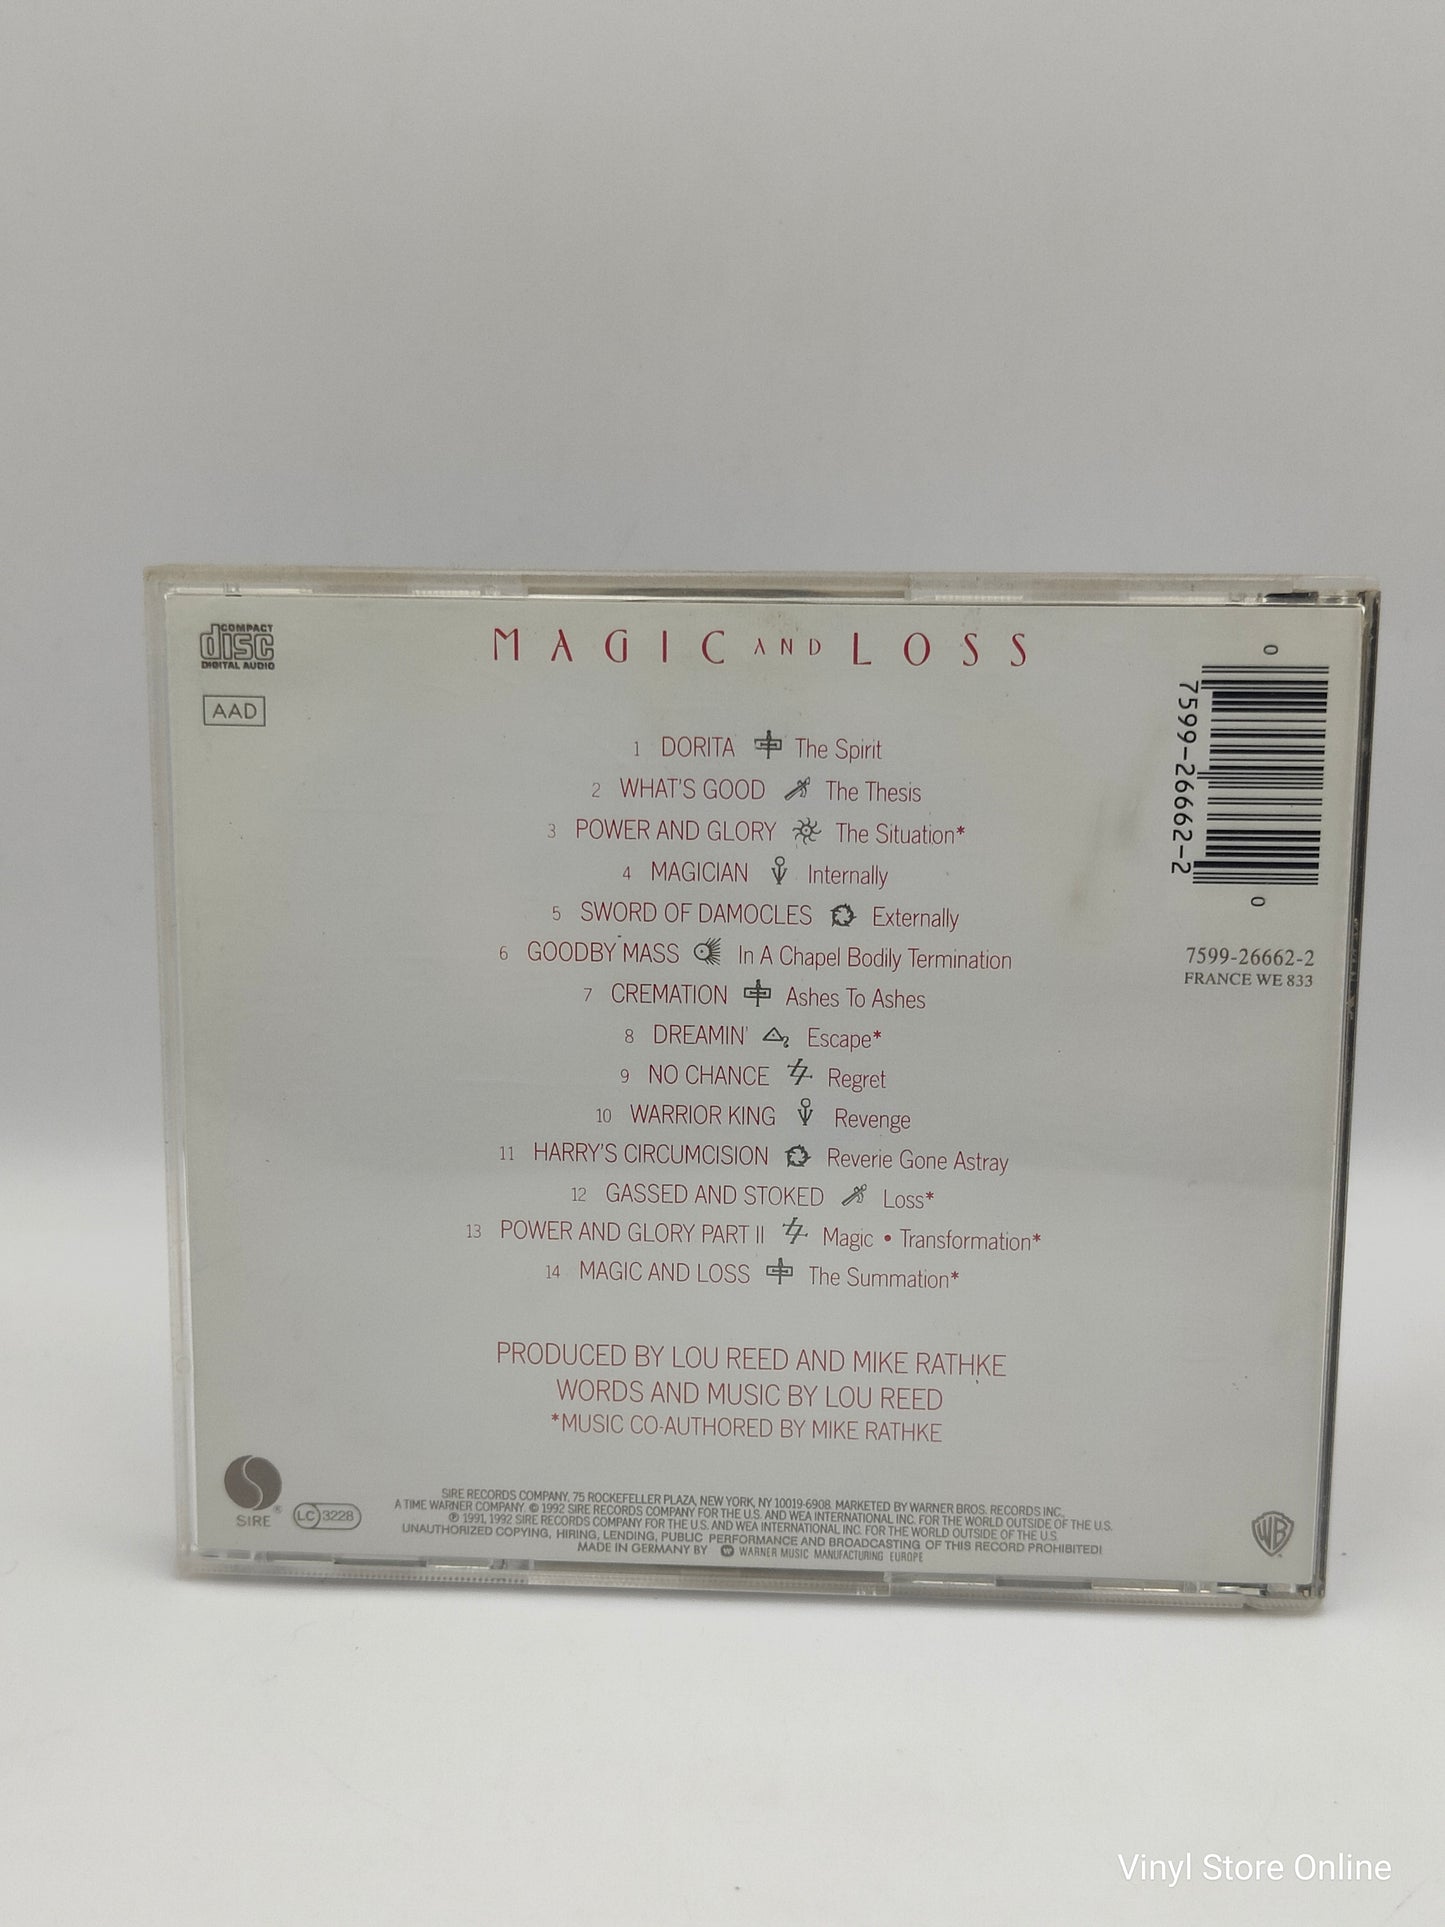 COMPACT
disc
DIGITAL AUDIO
AAD
MAGIC AND LOSS
1 DORITA The Spirit
2 WHAT'S GOOD The Thesis
3 POWER AND GLORY The Situation*
4 MAGICIAN Internally
5 SWORD OF DAMOCLES Externally
6 GOODBY MASS In A Chapel Bodily Termination
7 CREMATION Ashes To Ashes
8 DREAMIN' Escape*
9 NO CHANCE Regret
10 WARRIOR KING Revenge
11 HARRY'S CIRCUMCISION Reverie Gone Astray
12 GASSED AND STOKED Loss*
13 POWER AND GLORY PART II Magic • Transformation*
14 MAGIC AND LOSS The Summation*
0
7599-26662-2
0
7599-26662-2
FRANCE WE 833
PRODUCED BY LOU REED AND MIKE RATHKE
WORDS AND MUSIC BY LOU REED
*MUSIC CO-AUTHORED BY MIKE RATHKE
SIRE
®
LC 3228
SIRE RECORDS COMPANY, 75 ROCKEFELLER PLAZA, NEW YORK, NY 10019-6908. MARKETED BY WARNER BROS. RECORDS INC.,
A TIME WARNER COMPANY. © 1992 SIRE RECORDS COMPANY FOR THE U.S. AND WEA INTERNATIONAL INC. FOR THE WORLD OUTSIDE OF THE U.S.
℗ 1991, 1992 SIRE RECORDS COMPANY FOR THE U.S. AND WEA INTERNATIONAL INC. FOR THE WORLD OUTSIDE OF THE U.S.
UNAUTHORIZED COPYING, HIRING, LENDING, PUBLIC PERFORMANCE AND BROADCASTING OF THIS RECORD PROHIBITED!
MADE IN GERMANY BY WARNER MUSIC MANUFACTURING EUROPE
WB
Vinyl Store Online